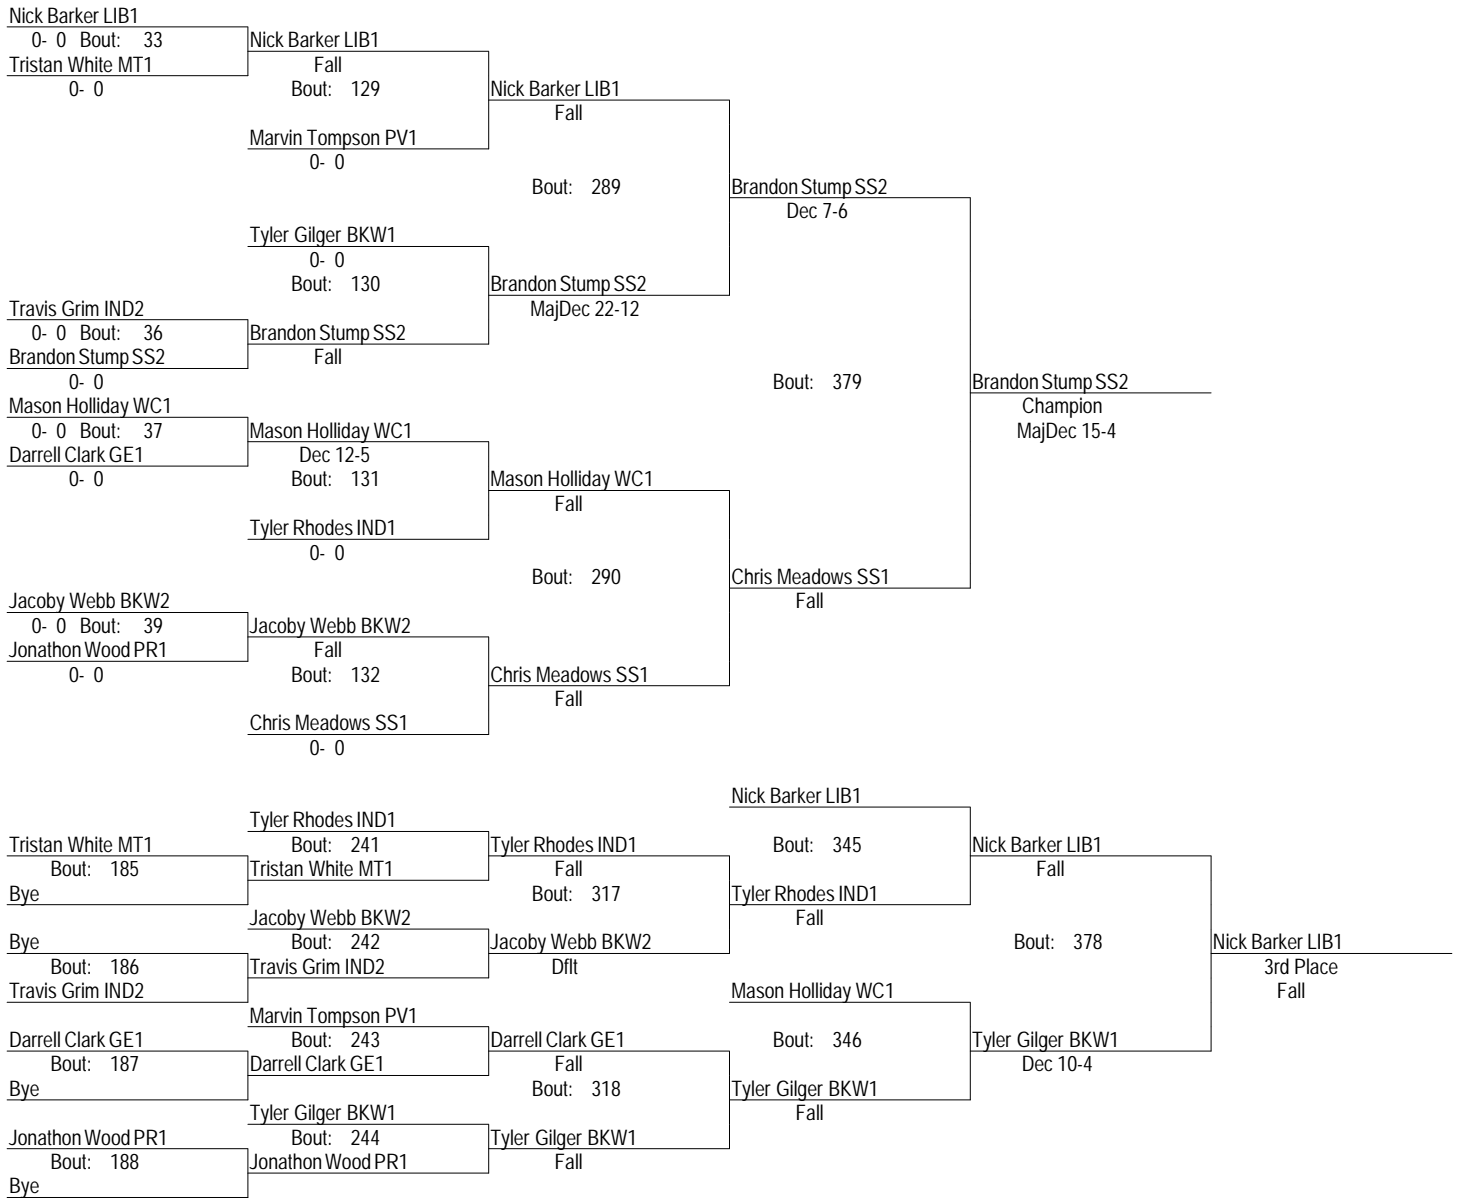 Nick Barker LIB1
0- 0 Bout: 33
Nick Barker LIB1
Tristan White MT1
Fall
0- 0
Bout: 129
Nick Barker LIB1
Fall
Marvin Tompson PV1
0- 0
Bout: 289
Brandon Stump SS2
Dec 7-6
Tyler Gilger BKW1
0- 0
Bout: 130
Brandon Stump SS2
Travis Grim IND2
MajDec 22-12
0- 0 Bout: 36
Brandon Stump SS2
Brandon Stump SS2
Fall
0- 0
Bout: 379
Brandon Stump SS2
Mason Holliday WC1
Champion
0- 0 Bout: 37
Mason Holliday WC1
MajDec 15-4
Darrell Clark GE1
Dec 12-5
0- 0
Bout: 131
Mason Holliday WC1
Fall
Tyler Rhodes IND1
0- 0
Bout: 290
Chris Meadows SS1
Jacoby Webb BKW2
Fall
0- 0 Bout: 39
Jacoby Webb BKW2
Jonathon Wood PR1
Fall
0- 0
Bout: 132
Chris Meadows SS1
Fall
Chris Meadows SS1
0- 0
Nick Barker LIB1
Tyler Rhodes IND1
Tristan White MT1
Bout: 241
Tyler Rhodes IND1
Bout: 345
Nick Barker LIB1
Bout: 185
Tristan White MT1
Fall
Fall
Bye
Bout: 317
Tyler Rhodes IND1
Jacoby Webb BKW2
Fall
Bye
Bout: 242
Jacoby Webb BKW2
Bout: 378
Nick Barker LIB1
Bout: 186
Travis Grim IND2
Dflt
3rd Place
Travis Grim IND2
Mason Holliday WC1
Fall
Marvin Tompson PV1
Darrell Clark GE1
Bout: 243
Darrell Clark GE1
Bout: 346
Tyler Gilger BKW1
Bout: 187
Darrell Clark GE1
Fall
Dec 10-4
Bye
Bout: 318
Tyler Gilger BKW1
Tyler Gilger BKW1
Fall
Jonathon Wood PR1
Bout: 244
Tyler Gilger BKW1
Bout: 188
Jonathon Wood PR1
Fall
Bye